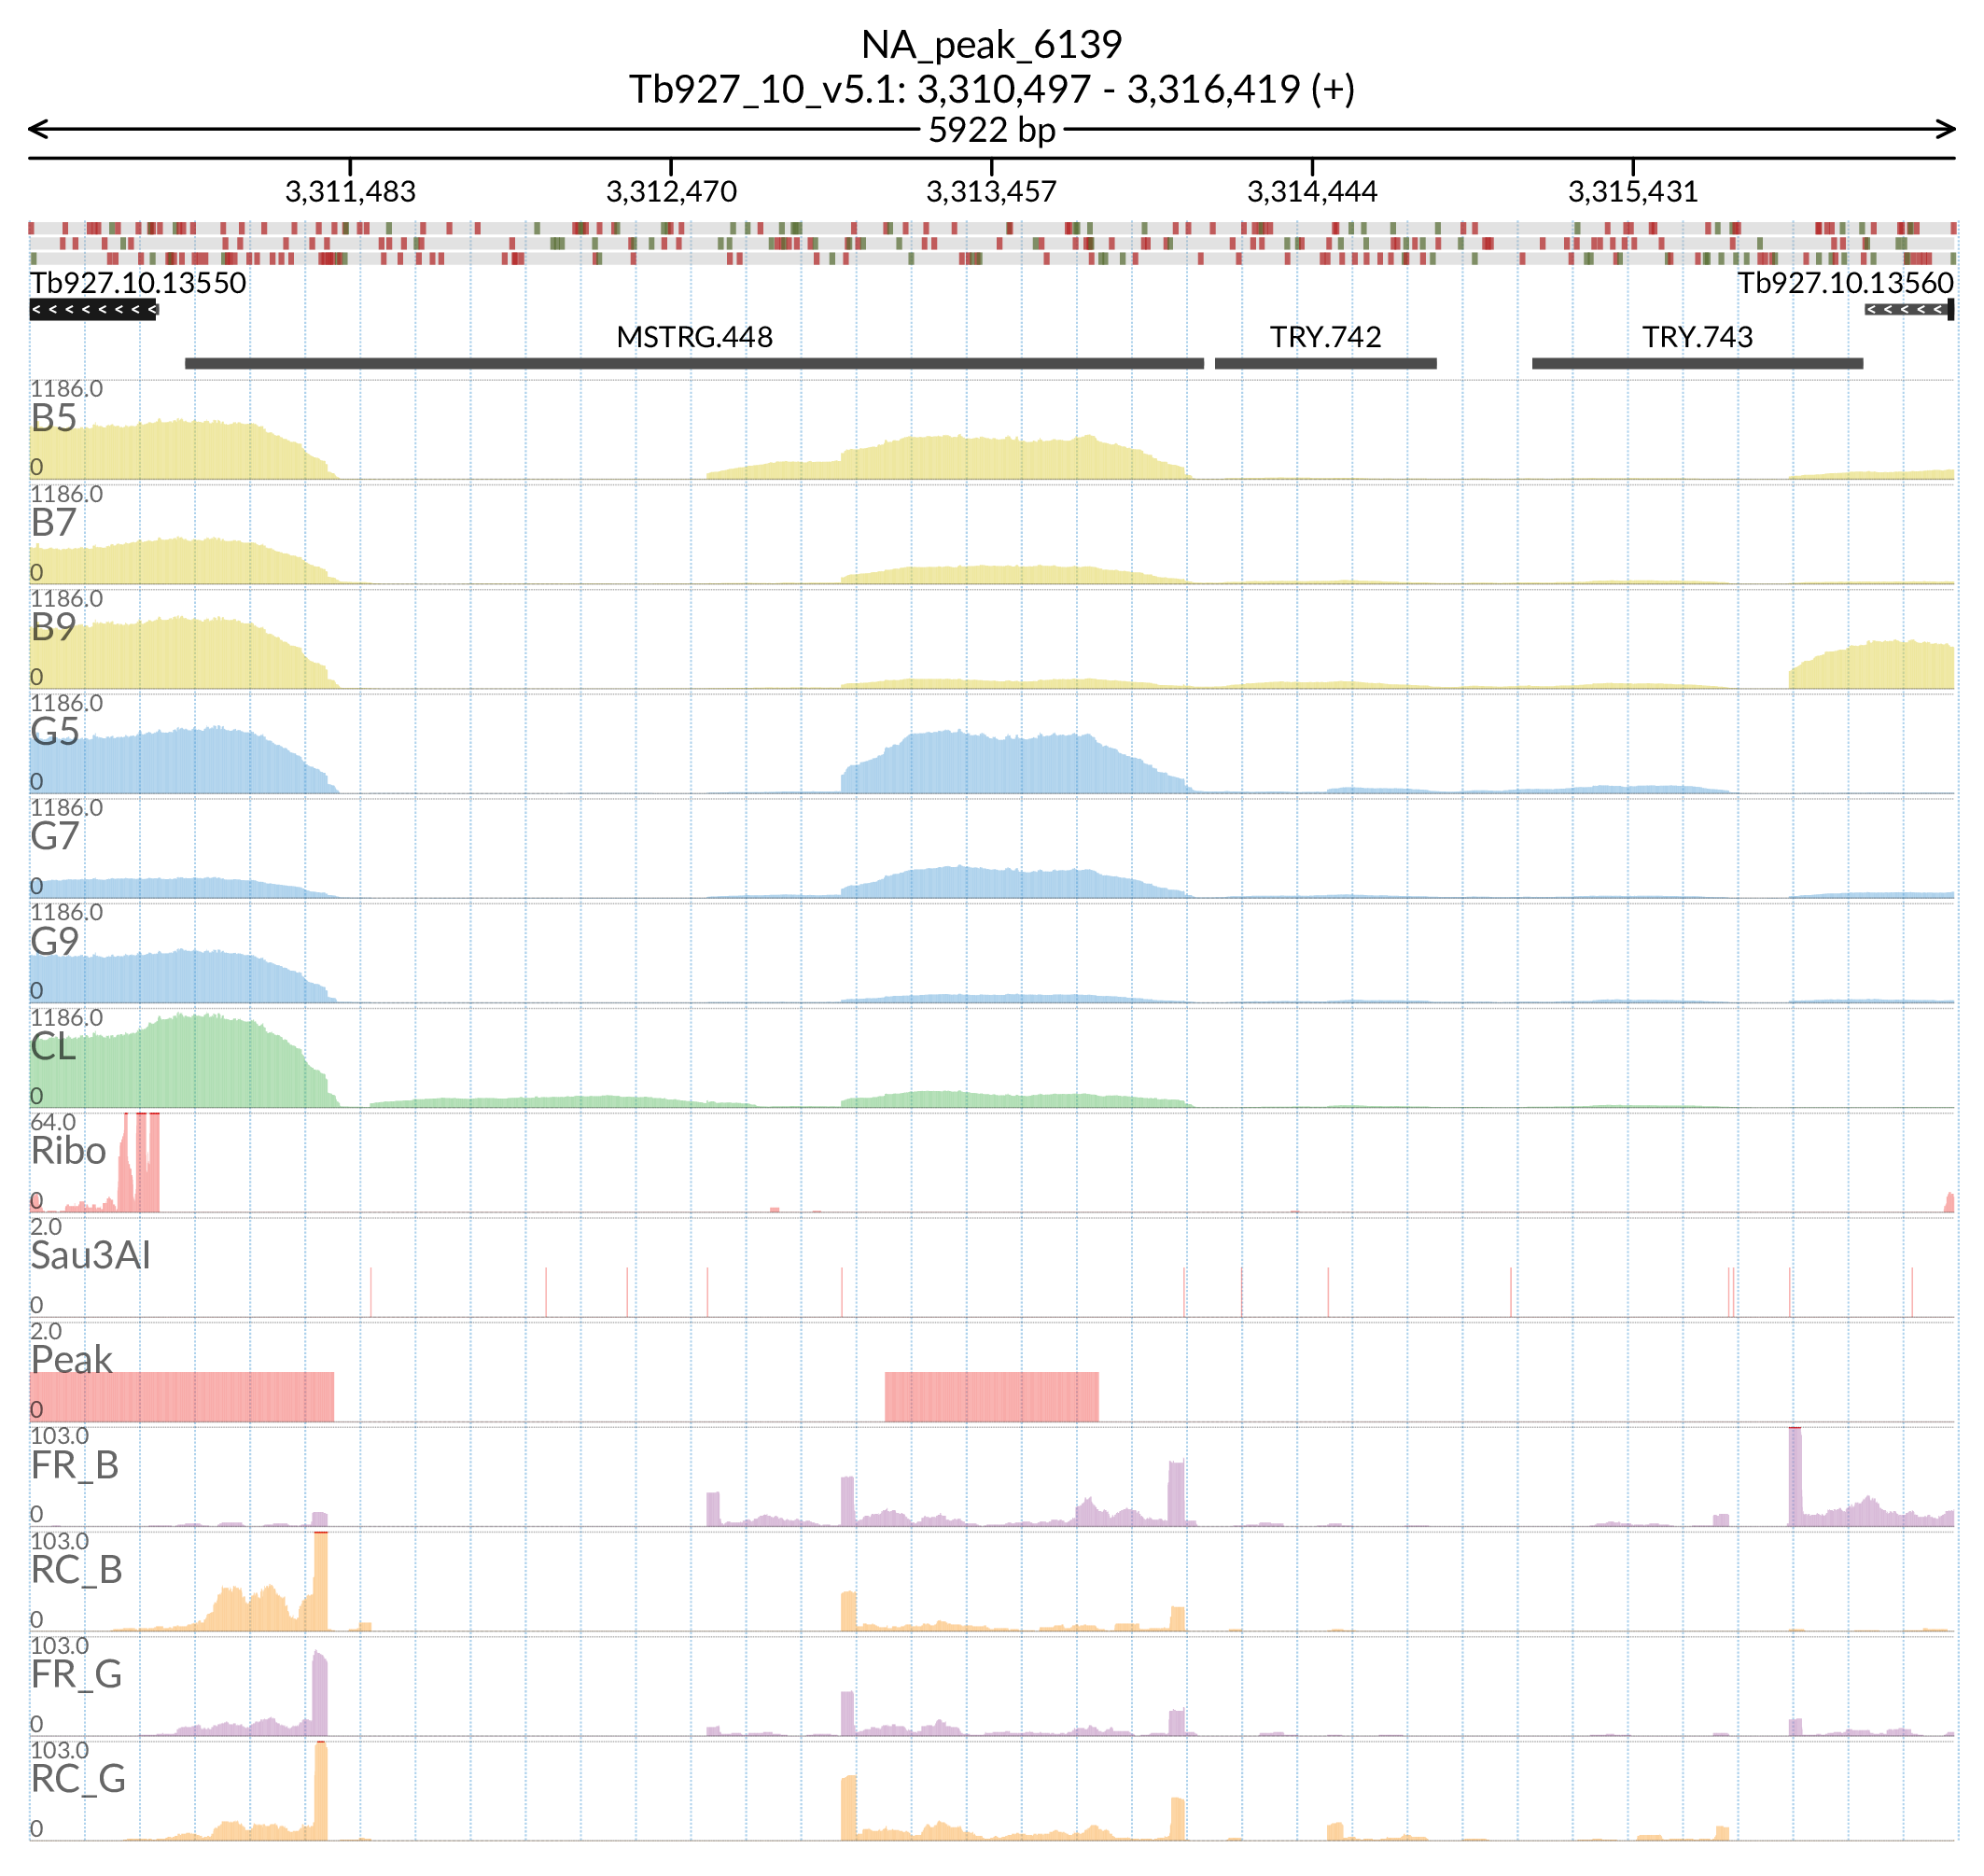 NA_peak_6139
Tb927_10_v5.1: 3,310,497 - 3,316,419 (+)
5922 bp
3,311,483 3,312,470 3,313,457 3,314,444 3,315,431
Tb927.10.13550 Tb927.10.13560
< < < < < < < < < < < < <
MSTRG.448 TRY.742 TRY.743
1186.0
B5
0
1186.0
B7
0
1186.0
B9
0
1186.0
G5
0
1186.0
G7
0
1186.0
G9
0
1186.0
CL
0
64.0
Ribo
0
2.0
Sau3AI
0
2.0
Peak
0
103.0
FR_B
0
103.0
RC_B
0
103.0
FR_G
0
103.0
RC_G
0